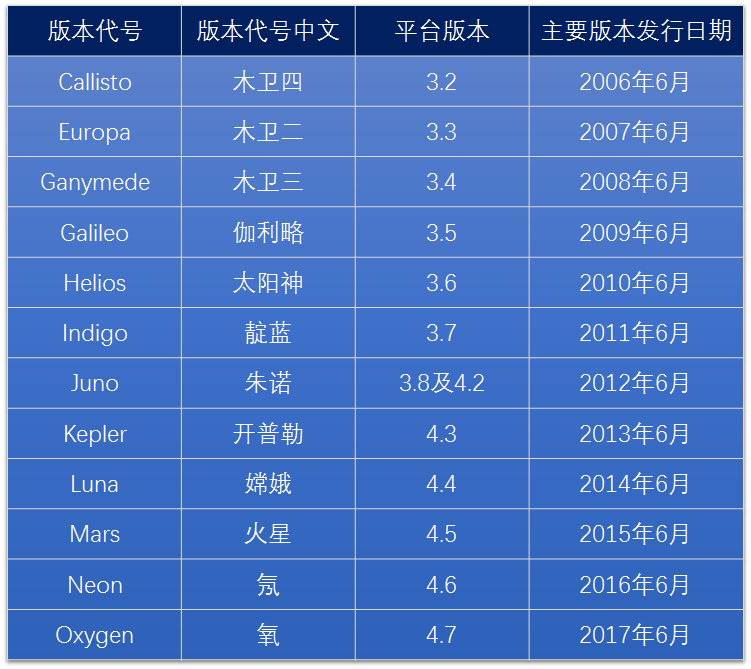 版本代号 版本代号中文 平台版本 主要版本发行日期
Callisto 木卫四 3.2 2006年6月
Europa 木卫二 3.3 2007年6月
Ganymede 木卫三 3.4 2008年6月
Galileo 伽利略 3.5 2009年6月
Helios 太阳神 3.6 2010年6月
Indigo 靛蓝 3.7 2011年6月
Juno 朱诺 3.8及4.2 2012年6月
Kepler 开普勒 4.3 2013年6月
Luna 嫦娥 4.4 2014年6月
Mars 火星 4.5 2015年6月
Neon 氖 4.6 2016年6月
Oxygen 氧 4.7 2017年6月